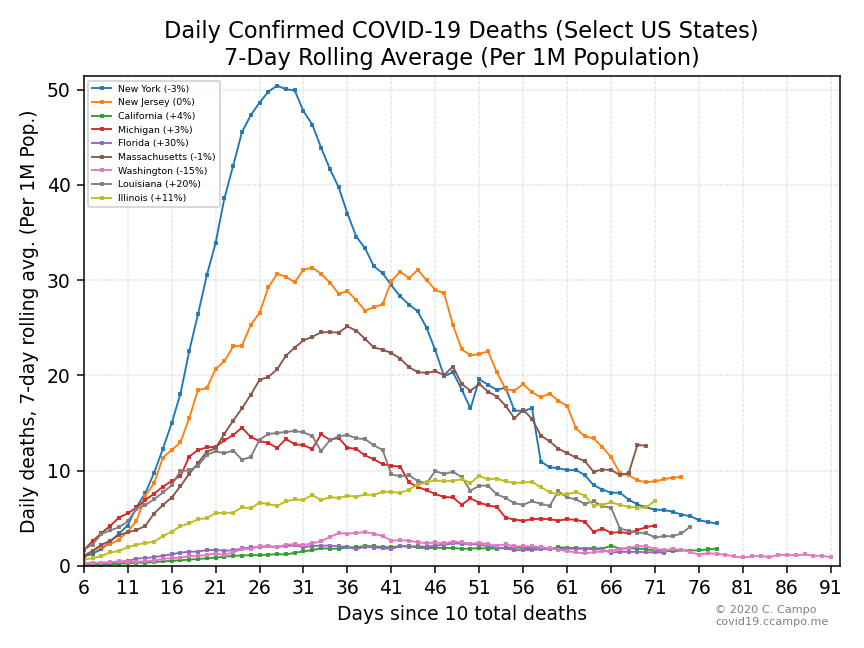 Daily Confirmed COVID-19 Deaths (Select US States)
7-Day Rolling Average (Per 1M Population)
Daily deaths, 7-day rolling avg. (Per 1M Pop.)
50
40
30
20
10
0
New York (-3%)
New Jersey (0%)
California (+4%)
Michigan (+3%)
Florida (+30%)
Massachusetts (-1%)
Washington (-15%)
Louisiana (+20%)
Illinois (+11%)
6 11 16 21 26 31 36 41 46 51 56 61 66 71 76 81 86 91
Days since 10 total deaths
© 2020 C. Campo
covid19.ccampo.me